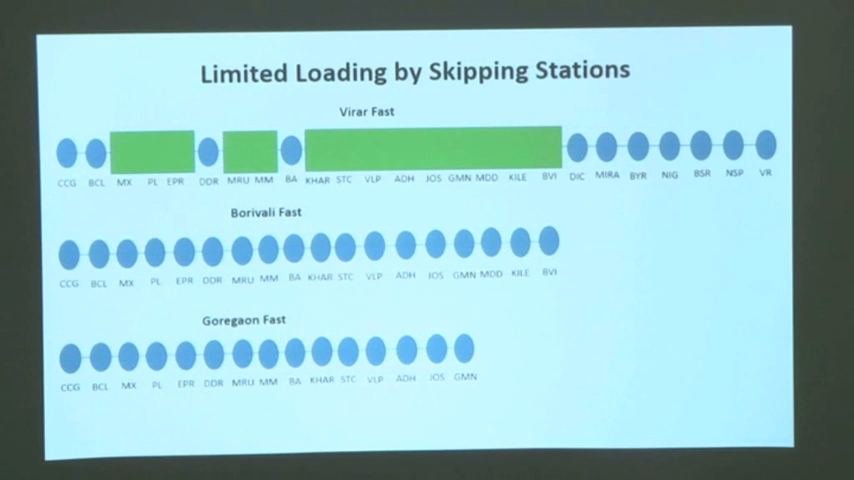 Limited Loading by Skipping Stations
Virar Fast
CCG BCL MX PL EPR DDR MRU MM BA KHAR STC VLP ADH JOS GMN MDD KILE BVI DIC MIRA BYR NIG BSR NSP VR
Borivali Fast
CCG BCL MX PL EPR DDR MRU MM BA KHAR STC VLP ADH JOS GMN MDD KILE BVI
Goregaon Fast
CCG BCL MX PL EPR DDR MRU MM BA KHAR STC VLP ADH JOS GMN